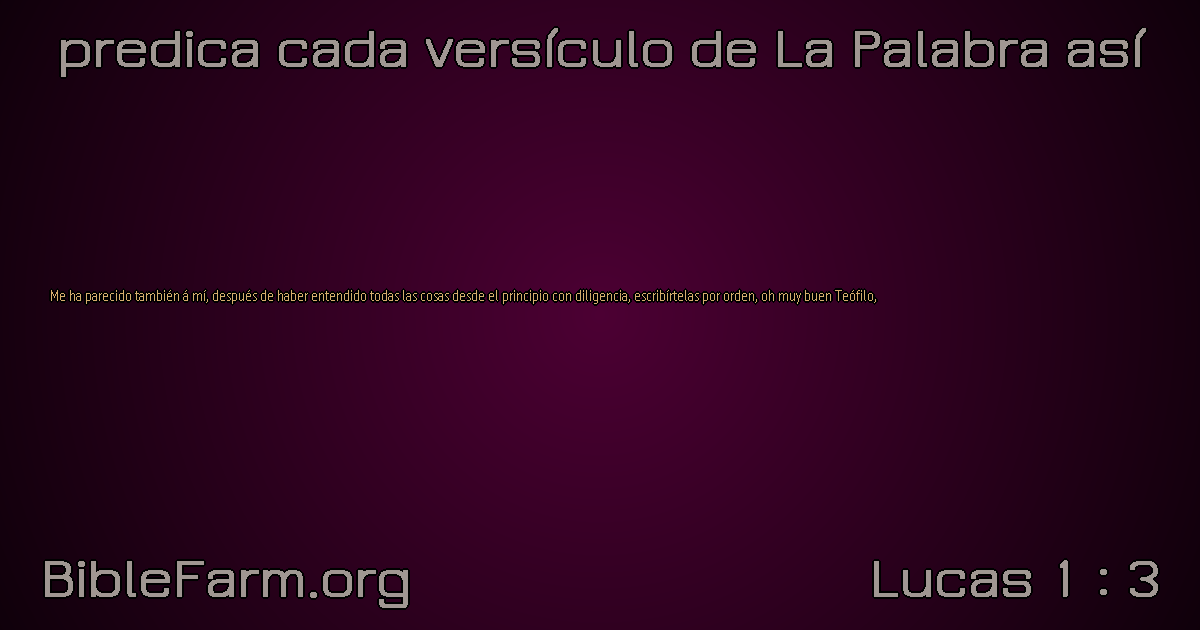 predica cada versículo de La Palabra así
Me ha parecido también á mí, después de haber entendido todas las cosas desde el principio con diligencia, escribírtelas por orden, oh muy buen Teófilo,
BibleFarm.org
Lucas 1 : 3